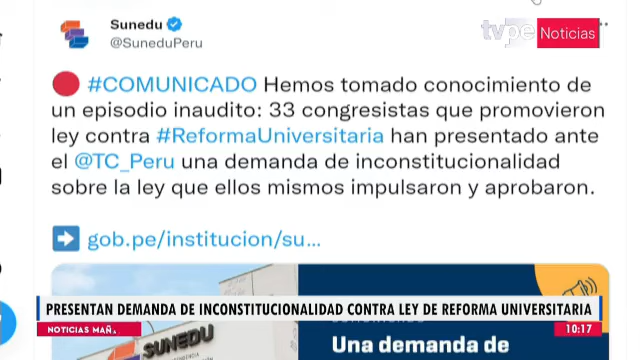 Sunedu
@SuneduPeru
tvpe Noticias
#COMUNICADO Hemos tomado conocimiento de
un episodio inaudito: 33 congresistas que promovieron
ley contra #ReformaUniversitaria han presentado ante
el @TC_Peru una demanda de inconstitucionalidad
sobre la ley que ellos mismos impulsaron y aprobaron.
gob.pe/institucion/su...
PRESENTAN DEMANDA DE INCONSTITUCIONALIDAD CONTRA LEY DE REFORMA UNIVERSITARIA
NOTICIAS MAÑA
10:17
SUNEDU
Una demanda de